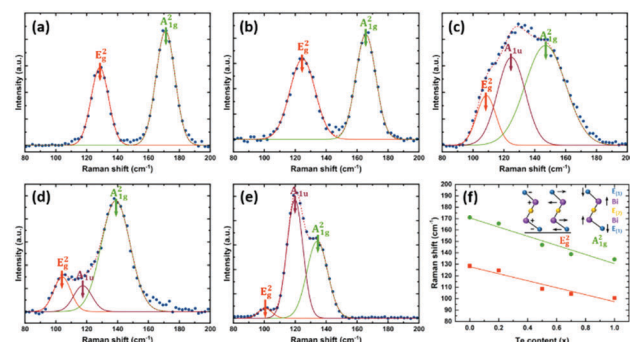 (a)
E²g
A²1g
Intensity (a.u.)
80 100 120 140 160 180 200
Raman shift (cm⁻¹)
(b)
E²g
A²1g
Intensity (a.u.)
80 100 120 140 160 180 200
Raman shift (cm⁻¹)
(c)
E²g
A1u
A²1g
Intensity (a.u.)
80 100 120 140 160 180 200
Raman shift (cm⁻¹)
(d)
E²g
A1u
A²1g
Intensity (a.u.)
80 100 120 140 160 180 200
Raman shift (cm⁻¹)
(e)
E²g
A1u
A²1g
Intensity (a.u.)
80 100 120 140 160 180 200
Raman shift (cm⁻¹)
(f)
E(1)
Bi
E(1)
Bi
E(1)
E²g
A²1g
Raman shift (cm⁻¹)
200
190
180
170
160
150
140
130
120
110
100
90
80
0.0 0.2 0.4 0.6 0.8 1.0
Te content (x)